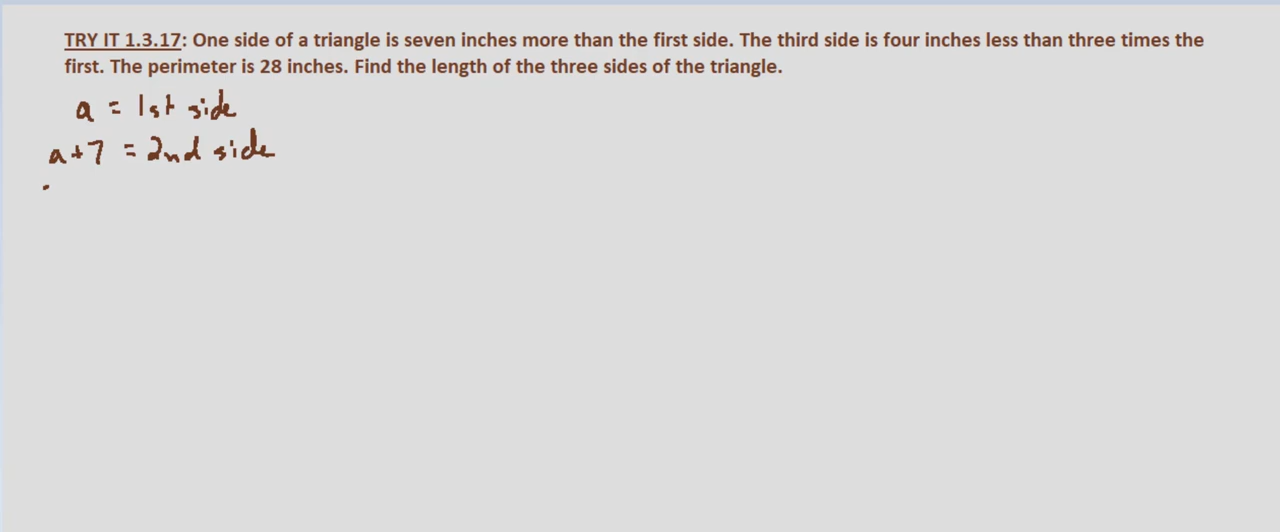 TRY IT 1.3.17: One side of a triangle is seven inches more than the first side. The third side is four inches less than three times the
first. The perimeter is 28 inches. Find the length of the three sides of the triangle.
a = 1st side
a+7 = 2nd side